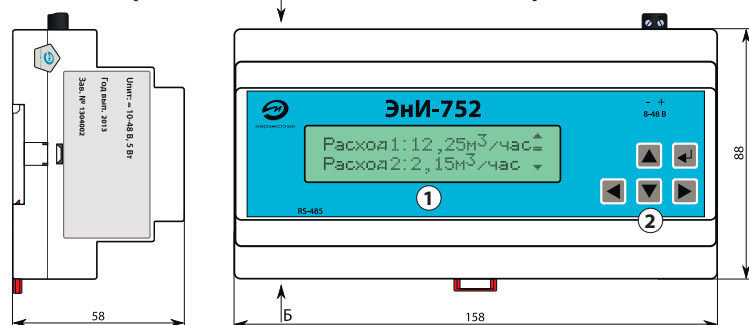 Uпит: = 10-48 В, 5 Вт
Год вып. 2013
Зав. № 1304002
58
ЭнИ-752
- +
8-48 В
Расход1:12,25м³/час
Расход2:2,15м³/час
1
2
RS-485
88
Б
158